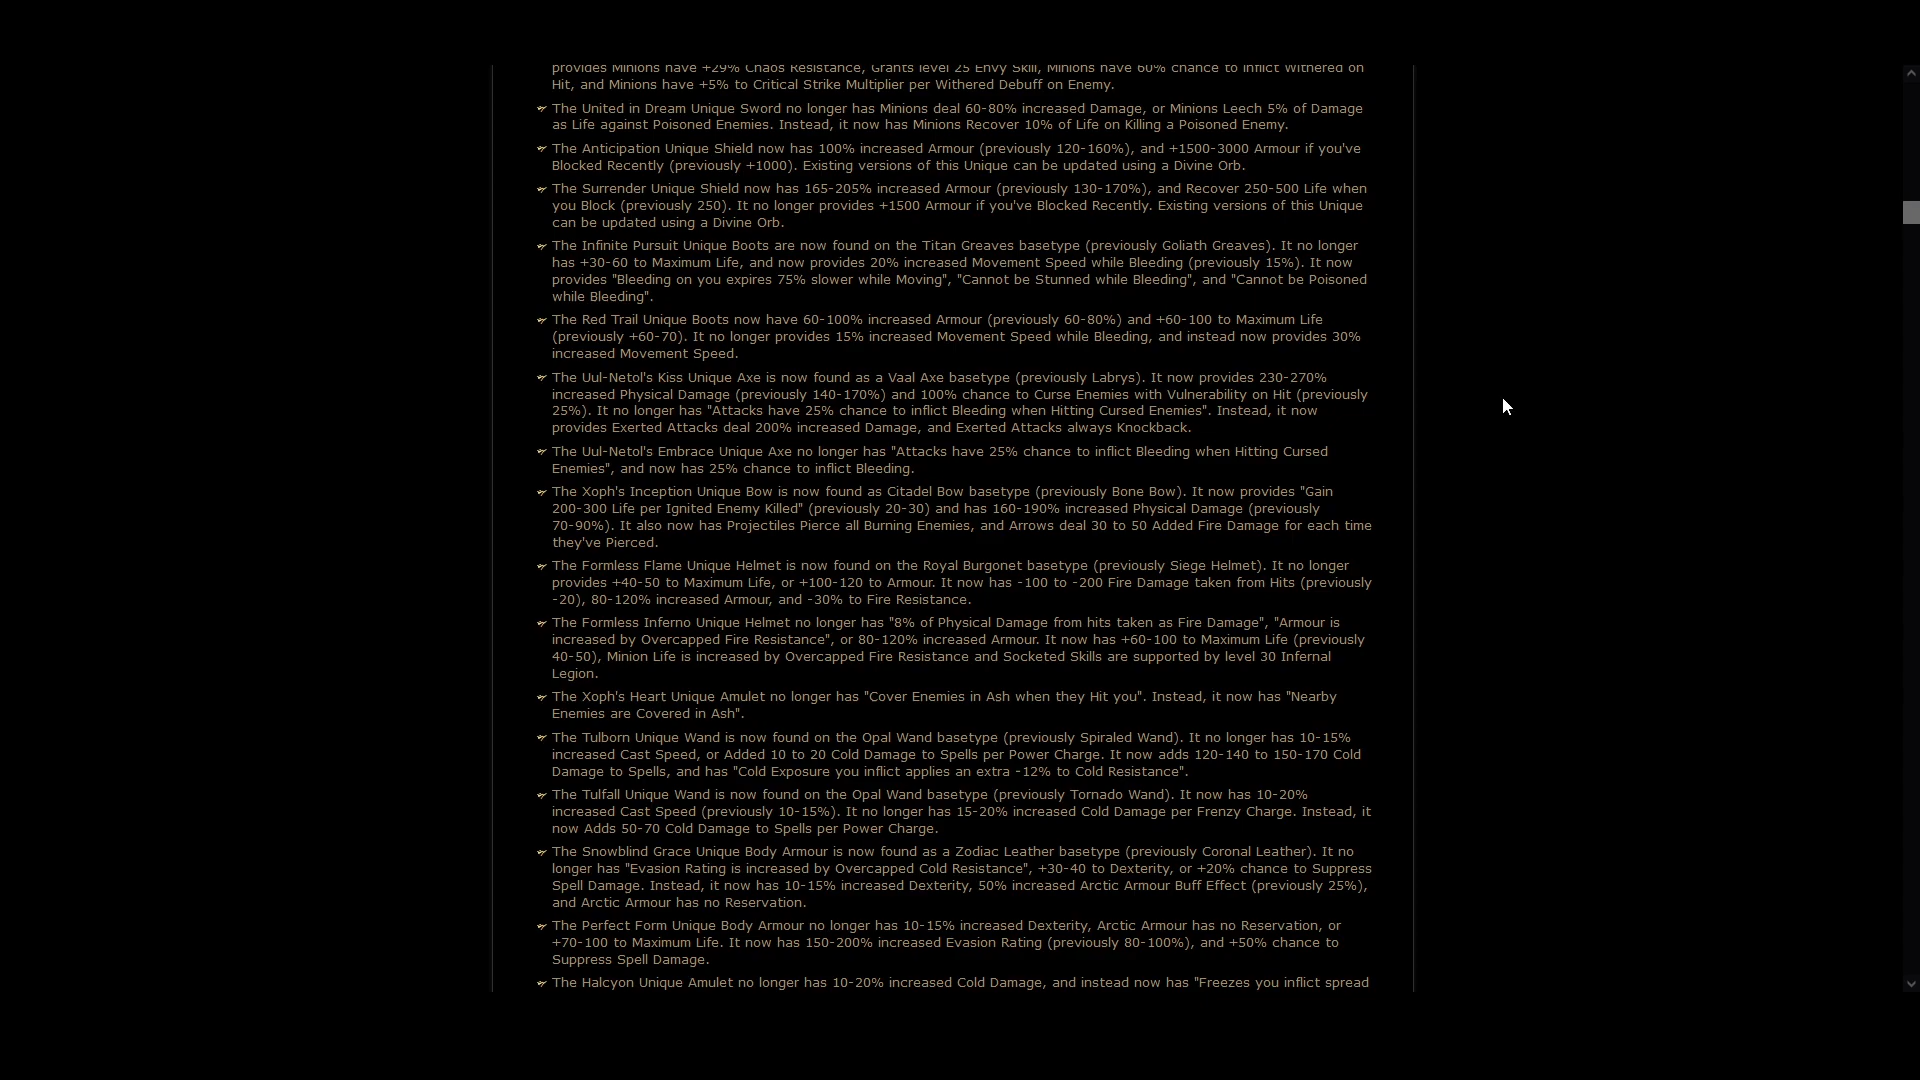 provides Minions have +29% Chaos Resistance, Grants level 25 Envy Skill, Minions have 60% chance to inflict Withered on
Hit, and Minions have +5% to Critical Strike Multiplier per Withered Debuff on Enemy.
The United in Dream Unique Sword no longer has Minions deal 60-80% increased Damage, or Minions Leech 5% of Damage
as Life against Poisoned Enemies. Instead, it now has Minions Recover 10% of Life on Killing a Poisoned Enemy.
The Anticipation Unique Shield now has 100% increased Armour (previously 120-160%), and +1500-3000 Armour if you've
Blocked Recently (previously +1000). Existing versions of this Unique can be updated using a Divine Orb.
The Surrender Unique Shield now has 165-205% increased Armour (previously 130-170%), and Recover 250-500 Life when
you Block (previously 250). It no longer provides +1500 Armour if you've Blocked Recently. Existing versions of this Unique
can be updated using a Divine Orb.
The Infinite Pursuit Unique Boots are now found on the Titan Greaves basetype (previously Goliath Greaves). It no longer
has +30-60 to Maximum Life, and now provides 20% increased Movement Speed while Bleeding (previously 15%). It now
provides "Bleeding on you expires 75% slower while Moving", "Cannot be Stunned while Bleeding", and "Cannot be Poisoned
while Bleeding".
The Red Trail Unique Boots now have 60-100% increased Armour (previously 60-80%) and +60-100 to Maximum Life
(previously +60-70). It no longer provides 15% increased Movement Speed while Bleeding, and instead now provides 30%
increased Movement Speed.
The Uul-Netol's Kiss Unique Axe is now found as a Vaal Axe basetype (previously Labrys). It now provides 230-270%
increased Physical Damage (previously 140-170%) and 100% chance to Curse Enemies with Vulnerability on Hit (previously
25%). It no longer has "Attacks have 25% chance to inflict Bleeding when Hitting Cursed Enemies". Instead, it now
provides Exerted Attacks deal 200% increased Damage, and Exerted Attacks always Knockback.
The Uul-Netol's Embrace Unique Axe no longer has "Attacks have 25% chance to inflict Bleeding when Hitting Cursed
Enemies", and now has 25% chance to inflict Bleeding.
The Xoph's Inception Unique Bow is now found as Citadel Bow basetype (previously Bone Bow). It now provides "Gain
200-300 Life per Ignited Enemy Killed" (previously 20-30) and has 160-190% increased Physical Damage (previously
70-90%). It also now has Projectiles Pierce all Burning Enemies, and Arrows deal 30 to 50 Added Fire Damage for each time
they've Pierced.
The Formless Flame Unique Helmet is now found on the Royal Burgonet basetype (previously Siege Helmet). It no longer
provides +40-50 to Maximum Life, or +100-120 to Armour. It now has -100 to -200 Fire Damage taken from Hits (previously
-20), 80-120% increased Armour, and -30% to Fire Resistance.
The Formless Inferno Unique Helmet no longer has "8% of Physical Damage from hits taken as Fire Damage", "Armour is
increased by Overcapped Fire Resistance", or 80-120% increased Armour. It now has +60-100 to Maximum Life (previously
40-50), Minion Life is increased by Overcapped Fire Resistance and Socketed Skills are supported by level 30 Infernal
Legion.
The Xoph's Heart Unique Amulet no longer has "Cover Enemies in Ash when they Hit you". Instead, it now has "Nearby
Enemies are Covered in Ash".
The Tulborn Unique Wand is now found on the Opal Wand basetype (previously Spiraled Wand). It no longer has 10-15%
increased Cast Speed, or Added 10 to 20 Cold Damage to Spells per Power Charge. It now adds 120-140 to 150-170 Cold
Damage to Spells, and has "Cold Exposure you inflict applies an extra -12% to Cold Resistance".
The Tulfall Unique Wand is now found on the Opal Wand basetype (previously Tornado Wand). It now has 10-20%
increased Cast Speed (previously 10-15%). It no longer has 15-20% increased Cold Damage per Frenzy Charge. Instead, it
now Adds 50-70 Cold Damage to Spells per Power Charge.
The Snowblind Grace Unique Body Armour is now found as a Zodiac Leather basetype (previously Coronal Leather). It no
longer has "Evasion Rating is increased by Overcapped Cold Resistance", +30-40 to Dexterity, or +20% chance to Suppress
Spell Damage. Instead, it now has 10-15% increased Dexterity, 50% increased Arctic Armour Buff Effect (previously 25%),
and Arctic Armour has no Reservation.
The Perfect Form Unique Body Armour no longer has 10-15% increased Dexterity, Arctic Armour has no Reservation, or
+70-100 to Maximum Life. It now has 150-200% increased Evasion Rating (previously 80-100%), and +50% chance to
Suppress Spell Damage.
The Halcyon Unique Amulet no longer has 10-20% increased Cold Damage, and instead now has "Freezes you inflict spread